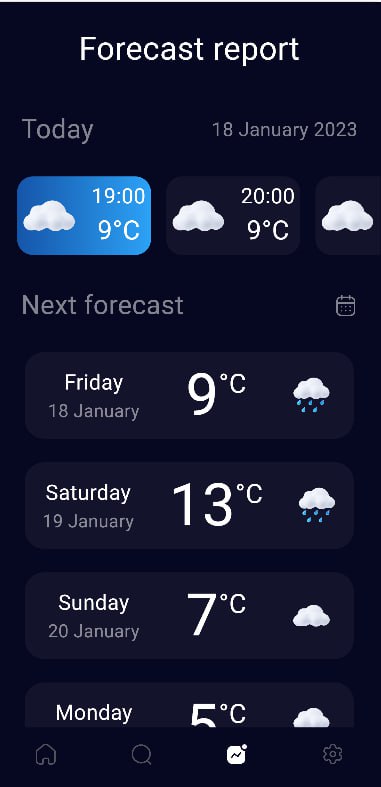 Forecast report
Today 18 January 2023
19:00 20:00
9°C 9°C
Next forecast
Friday
18 January
9°C
Saturday
19 January
13°C
Sunday
20 January
7°C
Monday
5°C